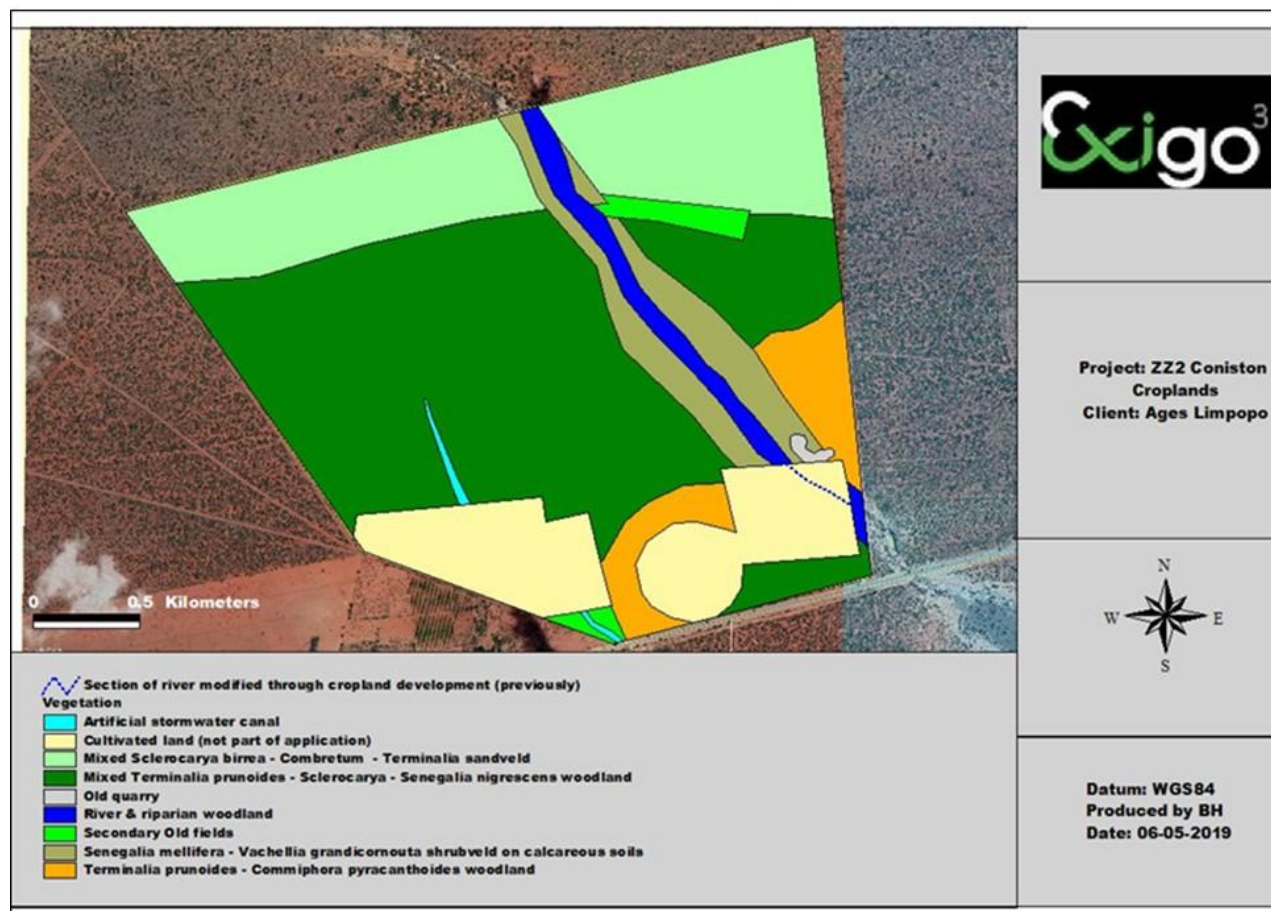 Exigo3
Project: ZZ2 Coniston
Croplands
Client: Ages Limpopo
N
W E
S
Datum: WGS84
Produced by BH
Date: 06-05-2019
0 0.5 Kilometers
Section of river modified through cropland development (previously)
Vegetation
Artificial stormwater canal
Cultivated land (not part of application)
Mixed Sclerocarya birrea - Combretum - Terminalia sandveld
Mixed Terminalia prunoides - Sclerocarya - Senegalia nigrescens woodland
Old quarry
River & riparian woodland
Secondary Old fields
Senegalia mellifera - Vachellia grandicornouta shrubveld on calcareous soils
Terminalia prunoides - Commiphora pyracanthoides woodland